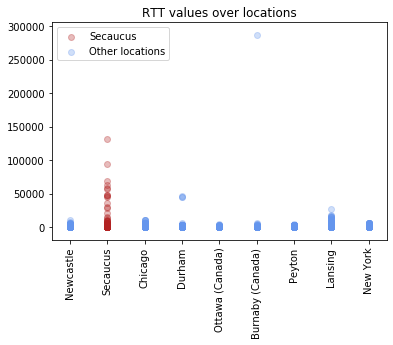 RTT values over locations
Secaucus
Other locations
300000
250000
200000
150000
100000
50000
0
Newcastle
Secaucus
Chicago
Durham
Ottawa (Canada)
Burnaby (Canada)
Peyton
Lansing
New York